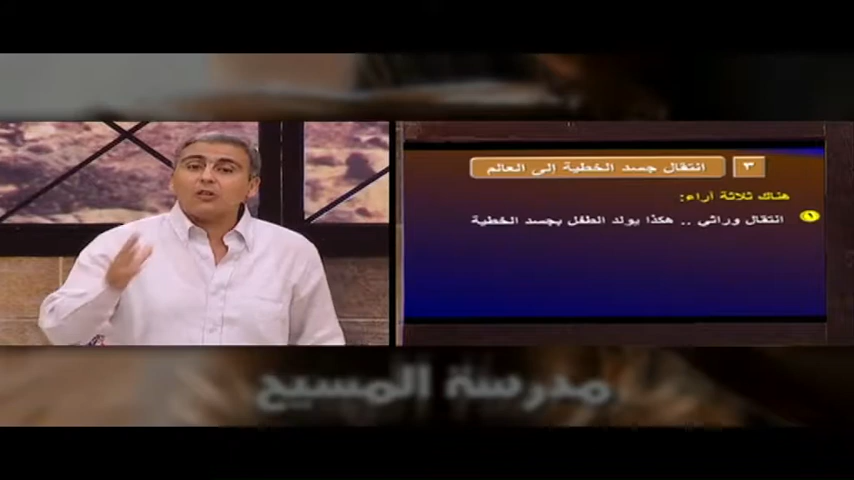 ٣ انتقال جسد الخطية إلى العالم
هناك ثلاثة آراء:
١ انتقال وراثي .. هكذا يولد الطفل بجسد الخطية
مدرسة المسيح